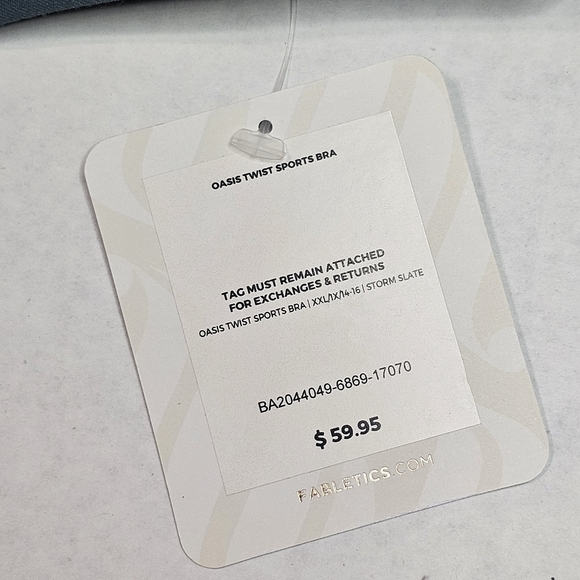 OASIS TWIST SPORTS BRA
TAG MUST REMAIN ATTACHED
FOR EXCHANGES & RETURNS
OASIS TWIST SPORTS BRA | XXL/1X/14-16 | STORM SLATE
BA2044049-6869-17070
$ 59.95
FABLETICS.COM